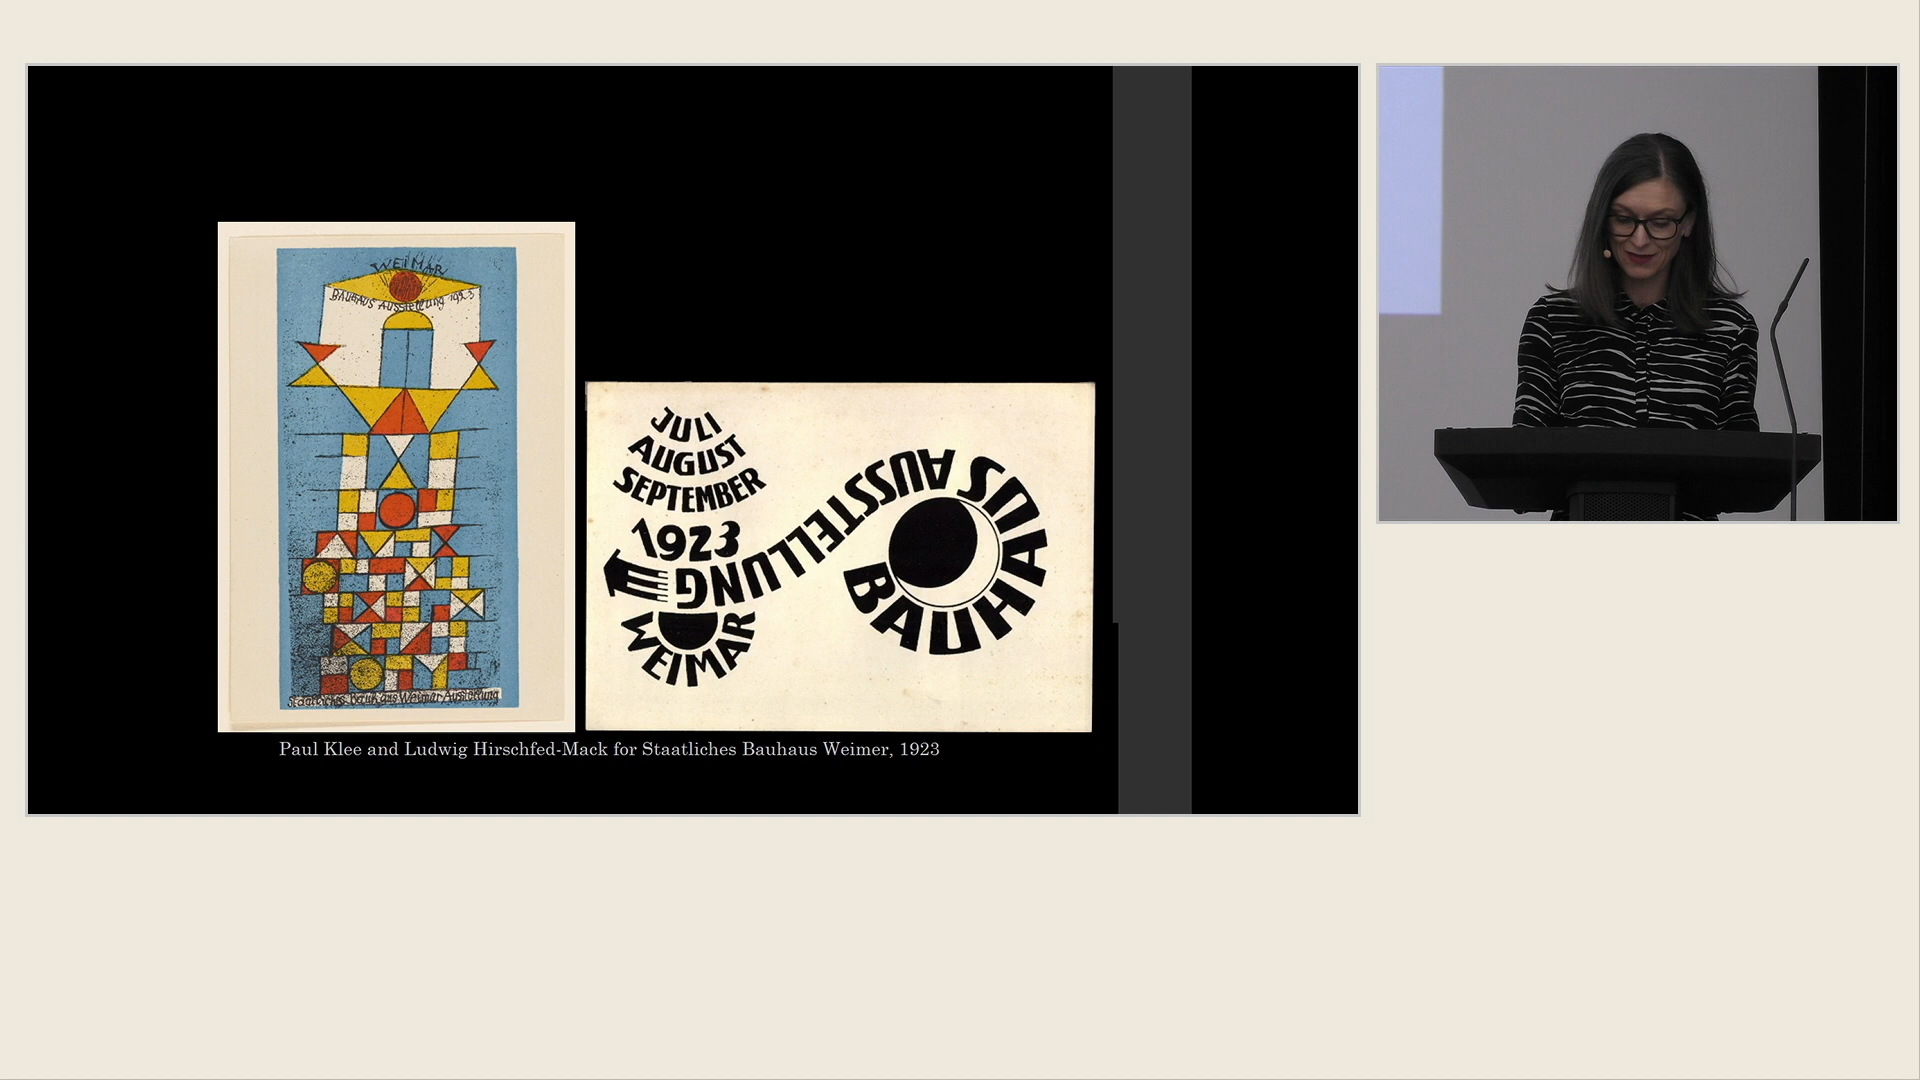 WEIMAR
BAUHAUS AUSSTELLUNG 1923
Staatliches Bauhaus Weimar Ausstellung
JULI
AUGUST
SEPTEMBER
1923
BAUHAUS AUSSTELLUNG
WEIMAR
Paul Klee and Ludwig Hirschfed-Mack for Staatliches Bauhaus Weimer, 1923